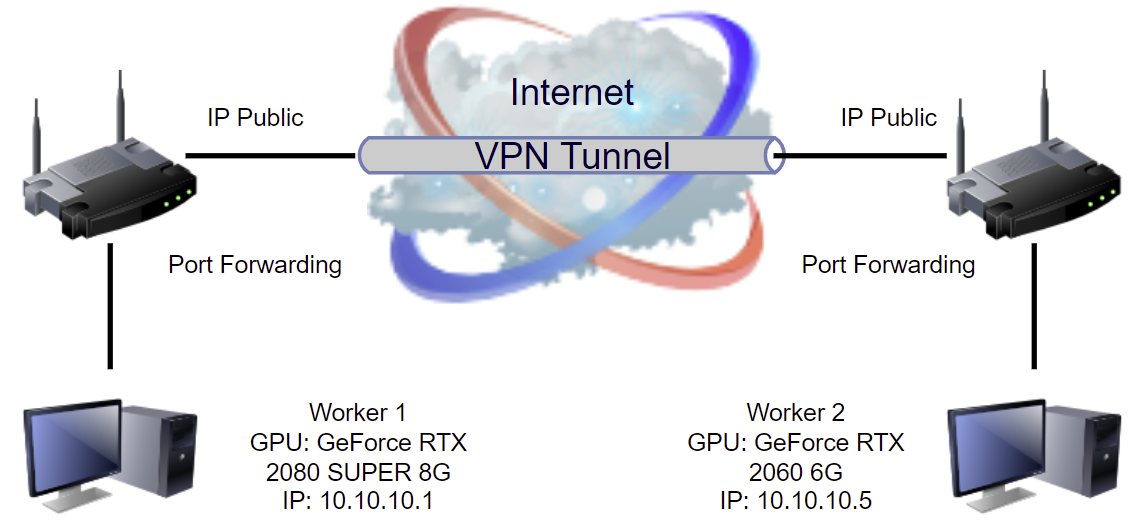 Internet
IP Public
IP Public
VPN Tunnel
Port Forwarding
Port Forwarding
Worker 1
GPU: GeForce RTX
2080 SUPER 8G
IP: 10.10.10.1
Worker 2
GPU: GeForce RTX
2060 6G
IP: 10.10.10.5